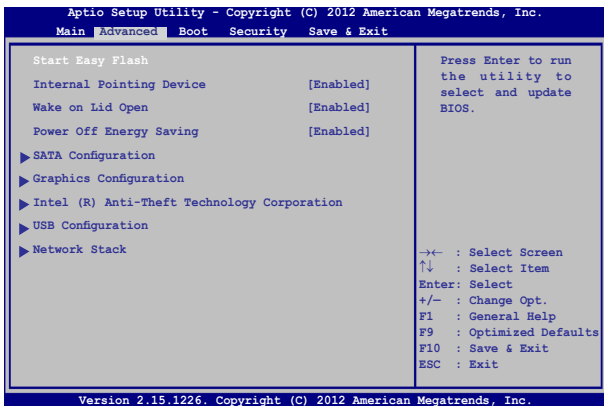 Aptio Setup Utility - Copyright (C) 2012 American Megatrends, Inc.
Main Advanced Boot Security Save & Exit
Start Easy Flash
Internal Pointing Device [Enabled]
Wake on Lid Open [Enabled]
Power Off Energy Saving [Enabled]
▶ SATA Configuration
▶ Graphics Configuration
▶ Intel (R) Anti-Theft Technology Corporation
▶ USB Configuration
▶ Network Stack
Press Enter to run
the utility to
select and update
BIOS.
→← : Select Screen
↑↓ : Select Item
Enter: Select
+/— : Change Opt.
F1 : General Help
F9 : Optimized Defaults
F10 : Save & Exit
ESC : Exit
Version 2.15.1226. Copyright (C) 2012 American Megatrends, Inc.